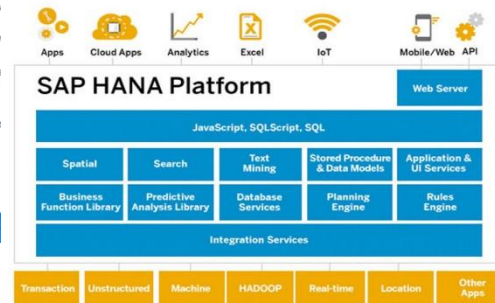 Apps Cloud Apps Analytics Excel IoT Mobile/Web API
SAP HANA Platform
Web Server
JavaScript, SQLScript, SQL
Spatial
Search
Text
Mining
Stored Procedure
& Data Models
Application &
UI Services
Business
Function Library
Predictive
Analysis Library
Database
Services
Planning
Engine
Rules
Engine
Integration Services
Transaction Unstructured Machine HADOOP Real-time Location Other
Apps